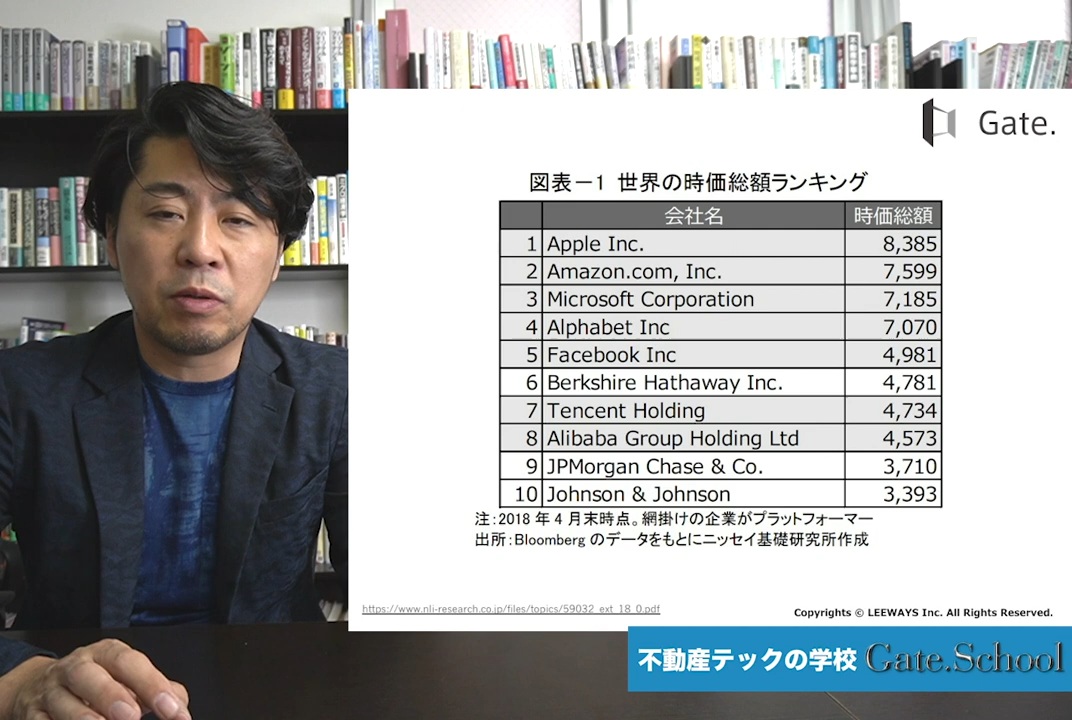 Gate.
図表－1 世界の時価総額ランキング
会社名 時価総額
1 Apple Inc. 8,385
2 Amazon.com, Inc. 7,599
3 Microsoft Corporation 7,185
4 Alphabet Inc 7,070
5 Facebook Inc 4,981
6 Berkshire Hathaway Inc. 4,781
7 Tencent Holding 4,734
8 Alibaba Group Holding Ltd 4,573
9 JPMorgan Chase & Co. 3,710
10 Johnson & Johnson 3,393
注：2018 年 4 月末時点。網掛けの企業がプラットフォーマー
出所：Bloomberg のデータをもとにニッセイ基礎研究所作成
https://www.nli-research.co.jp/files/topics/59032_ext_18_0.pdf
Copyrights © LEEWAYS Inc. All Rights Reserved.
不動産テックの学校 Gate.School